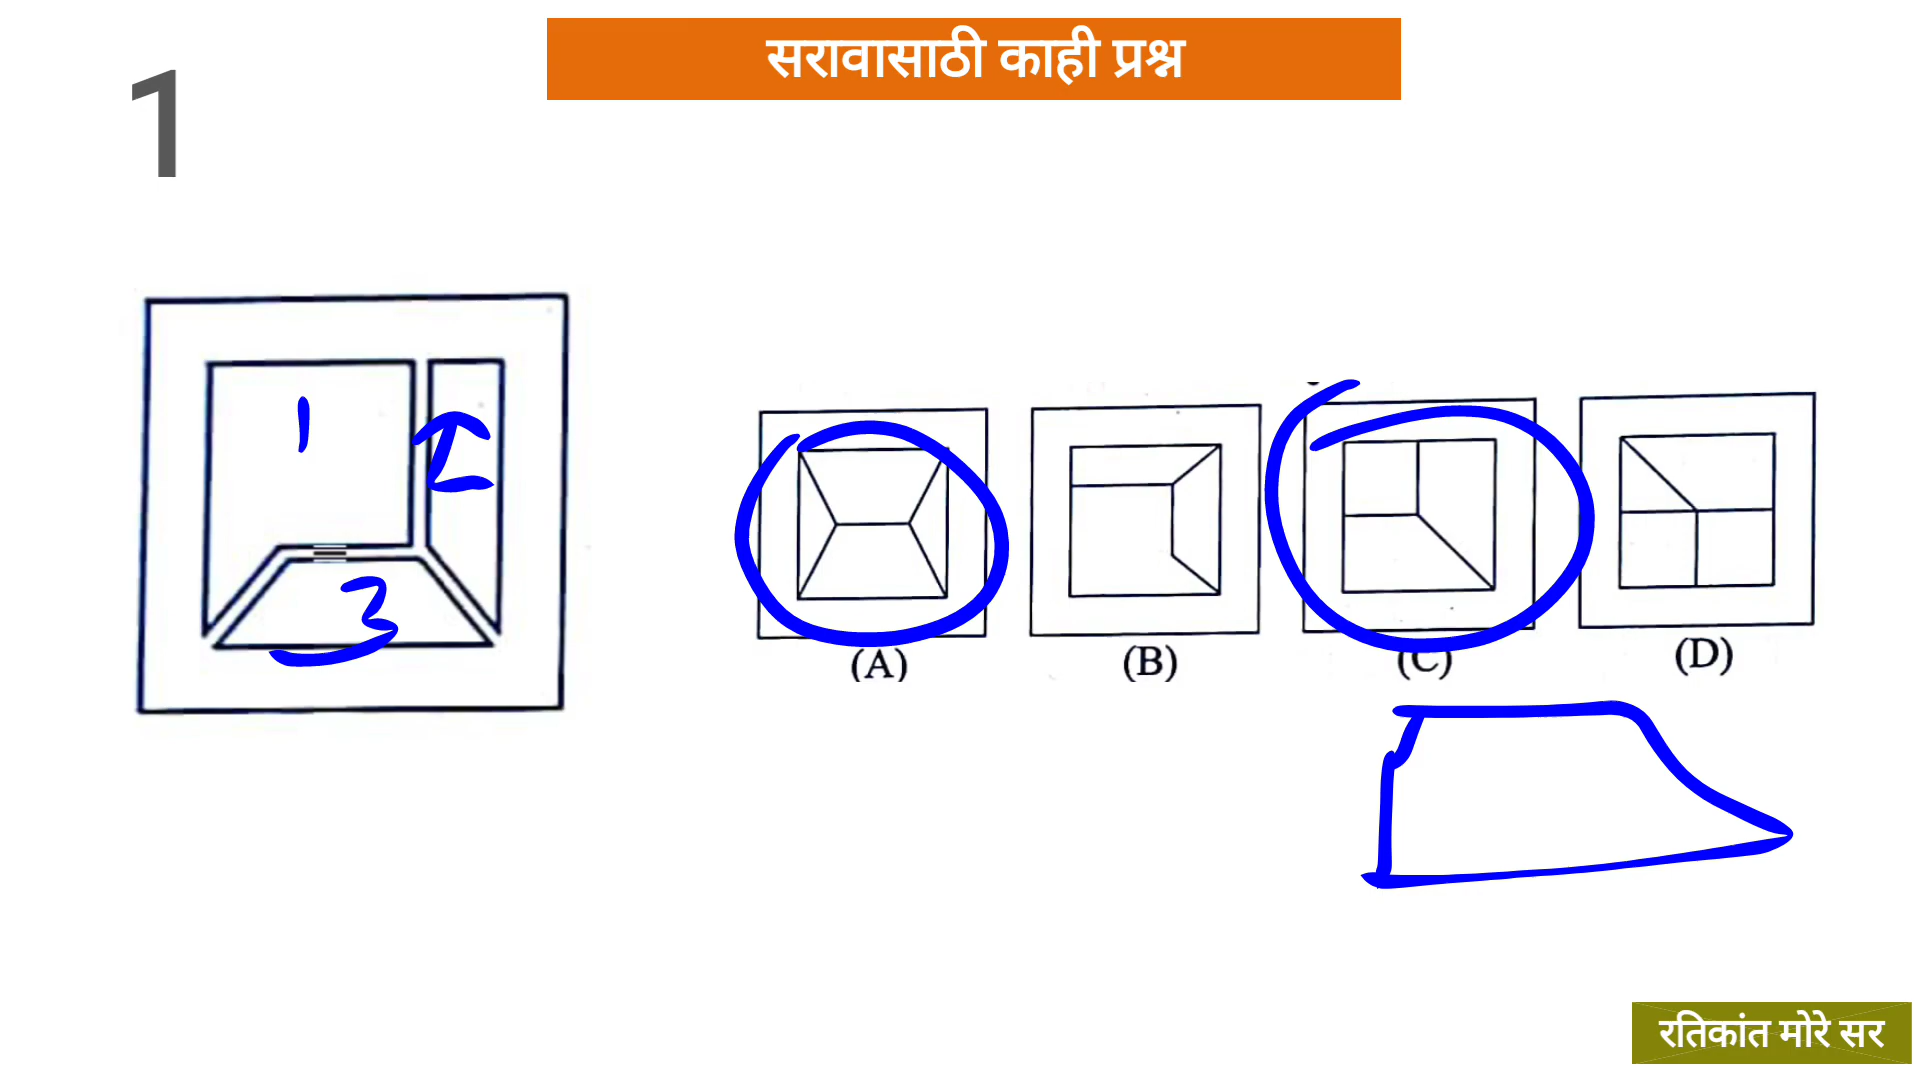 सरावासाठी काही प्रश्न
1
1
2
3
(A) (B) (C) (D)
रतिकांत मोरे सर